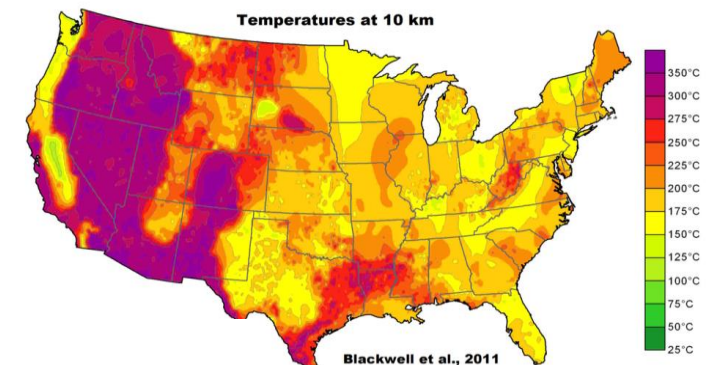 Temperatures at 10 km
350°C
300°C
275°C
250°C
225°C
200°C
175°C
150°C
125°C
100°C
75°C
50°C
25°C
Blackwell et al., 2011